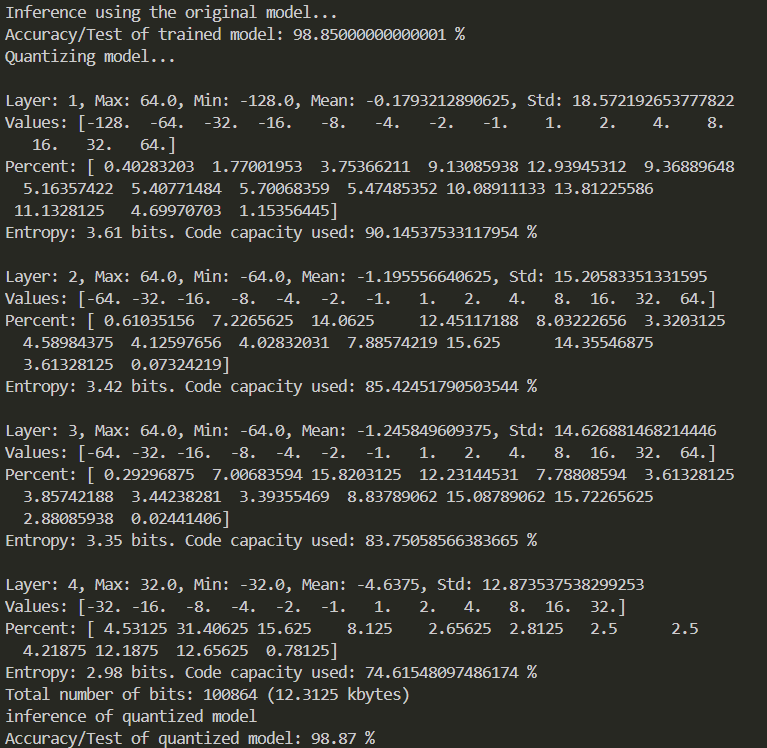 Inference using the original model...
Accuracy/Test of trained model: 98.85000000000001 %
Quantizing model...

Layer: 1, Max: 64.0, Min: -128.0, Mean: -0.1793212890625, Std: 18.572192653777822
Values: [-128.  -64.  -32.  -16.   -8.   -4.   -2.   -1.    1.    2.    4.    8.
   16.   32.   64.]
Percent: [ 0.40283203  1.77001953  3.75366211  9.13085938 12.93945312  9.36889648
  5.16357422  5.40771484  5.70068359  5.47485352 10.08911133 13.81225586
 11.1328125   4.69970703  1.15356445]
Entropy: 3.61 bits. Code capacity used: 90.14537533117954 %

Layer: 2, Max: 64.0, Min: -64.0, Mean: -1.195556640625, Std: 15.20583351331595
Values: [-64. -32. -16.  -8.  -4.  -2.  -1.   1.   2.   4.   8.  16.  32.  64.]
Percent: [ 0.61035156  7.2265625  14.0625     12.45117188  8.03222656  3.3203125
  4.58984375  4.12597656  4.02832031  7.88574219 15.625      14.35546875
  3.61328125  0.07324219]
Entropy: 3.42 bits. Code capacity used: 85.42451790503544 %

Layer: 3, Max: 64.0, Min: -64.0, Mean: -1.245849609375, Std: 14.626881468214446
Values: [-64. -32. -16.  -8.  -4.  -2.  -1.   1.   2.   4.   8.  16.  32.  64.]
Percent: [ 0.29296875  7.00683594 15.8203125  12.23144531  7.78808594  3.61328125
  3.85742188  3.44238281  3.39355469  8.83789062 15.08789062 15.72265625
  2.88085938  0.02441406]
Entropy: 3.35 bits. Code capacity used: 83.75058566383665 %

Layer: 4, Max: 32.0, Min: -32.0, Mean: -4.6375, Std: 12.873537538299253
Values: [-32. -16.  -8.  -4.  -2.  -1.   1.   2.   4.   8.  16.  32.]
Percent: [ 4.53125 31.40625 15.625    8.125    2.65625  2.8125   2.5      2.5
  4.21875 12.1875  12.65625  0.78125]
Entropy: 2.98 bits. Code capacity used: 74.61548097486174 %
Total number of bits: 100864 (12.3125 kbytes)
inference of quantized model
Accuracy/Test of quantized model: 98.87 %